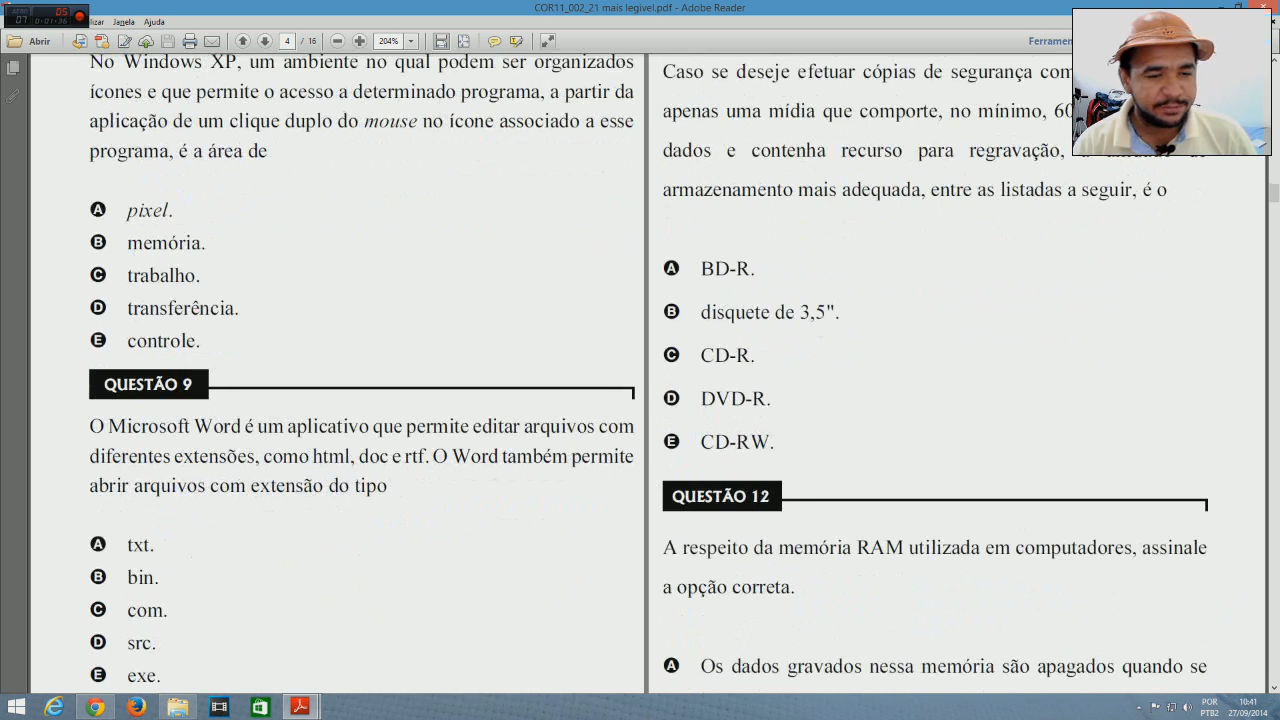 COR11_002_21 mais legivel.pdf - Adobe Reader
05
07
0:01:36
lizar Janela Ajuda
Abrir
4 / 16
204%
Ferramen
No Windows XP, um ambiente no qual podem ser organizados
ícones e que permite o acesso a determinado programa, a partir da
aplicação de um clique duplo do mouse no ícone associado a esse
programa, é a área de
A pixel.
B memória.
C trabalho.
D transferência.
E controle.
QUESTÃO 9
O Microsoft Word é um aplicativo que permite editar arquivos com
diferentes extensões, como html, doc e rtf. O Word também permite
abrir arquivos com extensão do tipo
A txt.
B bin.
C com.
D src.
E exe.
Caso se deseje efetuar cópias de segurança com
apenas uma mídia que comporte, no mínimo, 60
dados e contenha recurso para regravação,
armazenamento mais adequada, entre as listadas a seguir, é o
A BD-R.
B disquete de 3,5".
C CD-R.
D DVD-R.
E CD-RW.
QUESTÃO 12
A respeito da memória RAM utilizada em computadores, assinale
a opção correta.
A Os dados gravados nessa memória são apagados quando se
POR
PTB2
10:41
27/09/2014